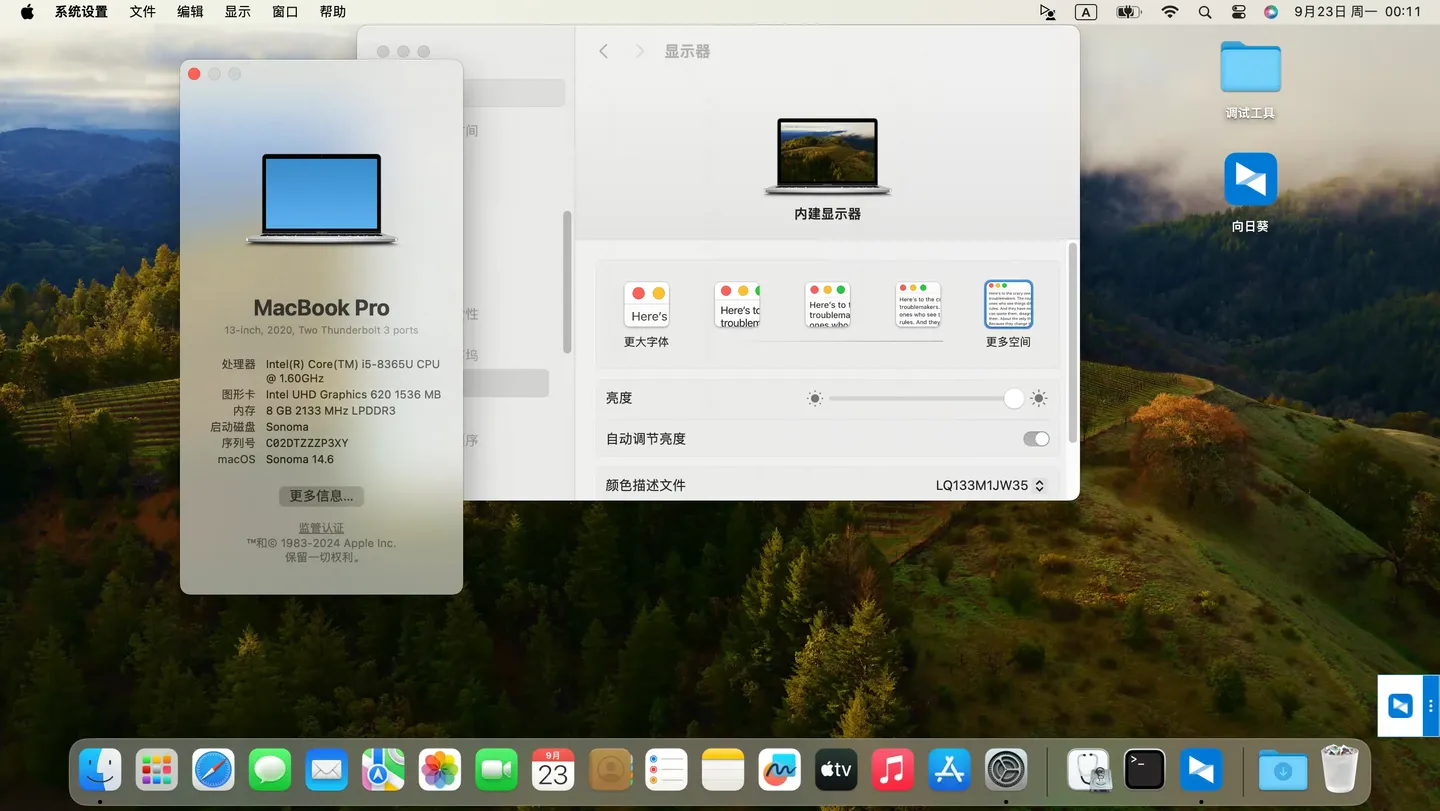 系统设置 文件 编辑 显示 窗口 帮助
A
9月23日 周一 00:11
调试工具
向日葵
MacBook Pro
13-inch, 2020, Two Thunderbolt 3 ports
处理器 Intel(R) Core(TM) i5-8365U CPU
@ 1.60GHz
图形卡 Intel UHD Graphics 620 1536 MB
内存 8 GB 2133 MHz LPDDR3
启动磁盘 Sonoma
序列号 C02DTZZZP3XY
macOS Sonoma 14.6
更多信息...
监管认证
™和© 1983-2024 Apple Inc.
保留一切权利。
间
性
坞
序
显示器
内建显示器
Here's
Here's to
troublem
Here's to t
troublema
ones who
Here's to the c
troublemakers.
ones who see t
rules. And they
更大字体
更多空间
亮度
自动调节亮度
颜色描述文件 LQ133M1JW35
9月
23
tv
>_